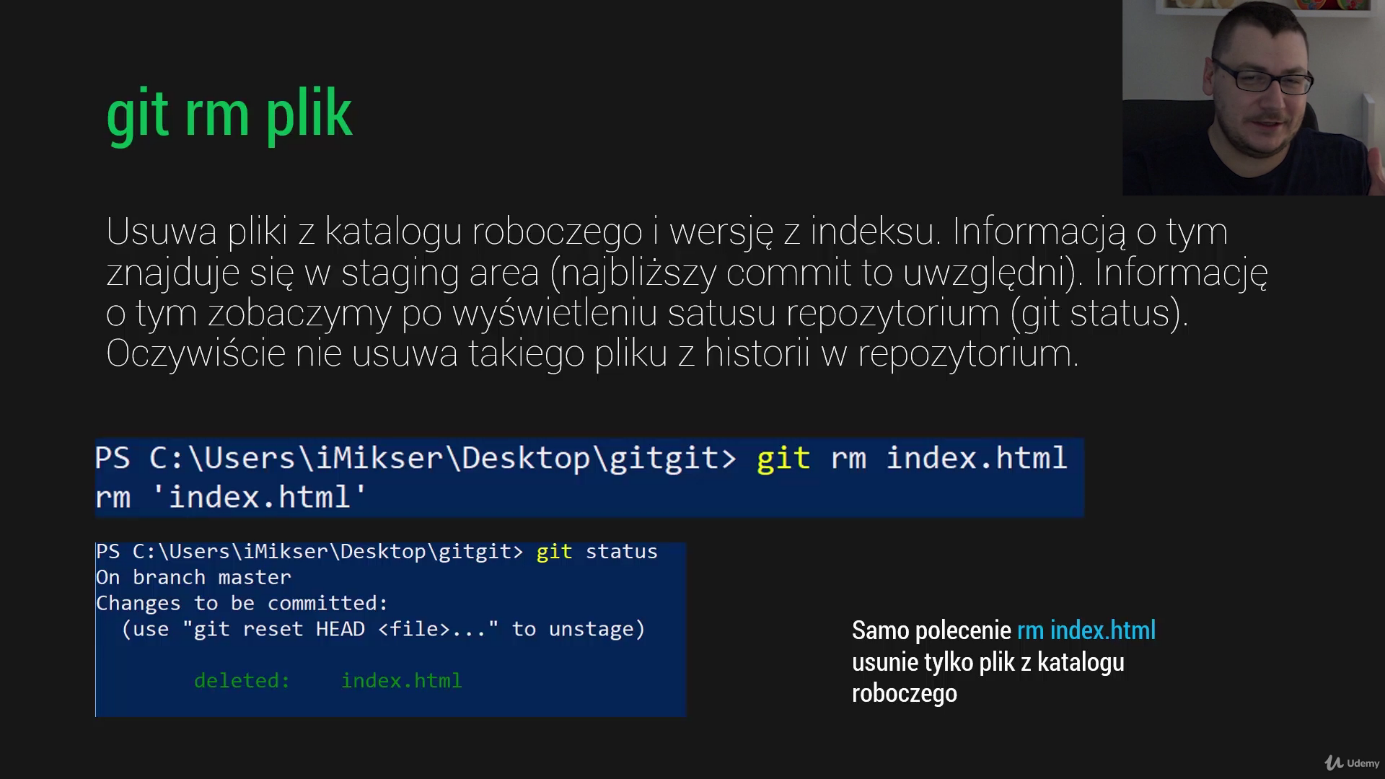 git rm plik
Usuwa pliki z katalogu roboczego i wersję z indeksu. Informacją o tym
znajduje się w staging area (najbliższy commit to uwzględni). Informację
o tym zobaczymy po wyświetleniu satusu repozytorium (git status).
Oczywiście nie usuwa takiego pliku z historii w repozytorium.
PS C:\Users\iMikser\Desktop\gitgit> git rm index.html
rm 'index.html'
PS C:\Users\iMikser\Desktop\gitgit> git status
On branch master
Changes to be committed:
  (use "git reset HEAD <file>..." to unstage)
        deleted:    index.html
Samo polecenie rm index.html
usunie tylko plik z katalogu
roboczego
Udemy